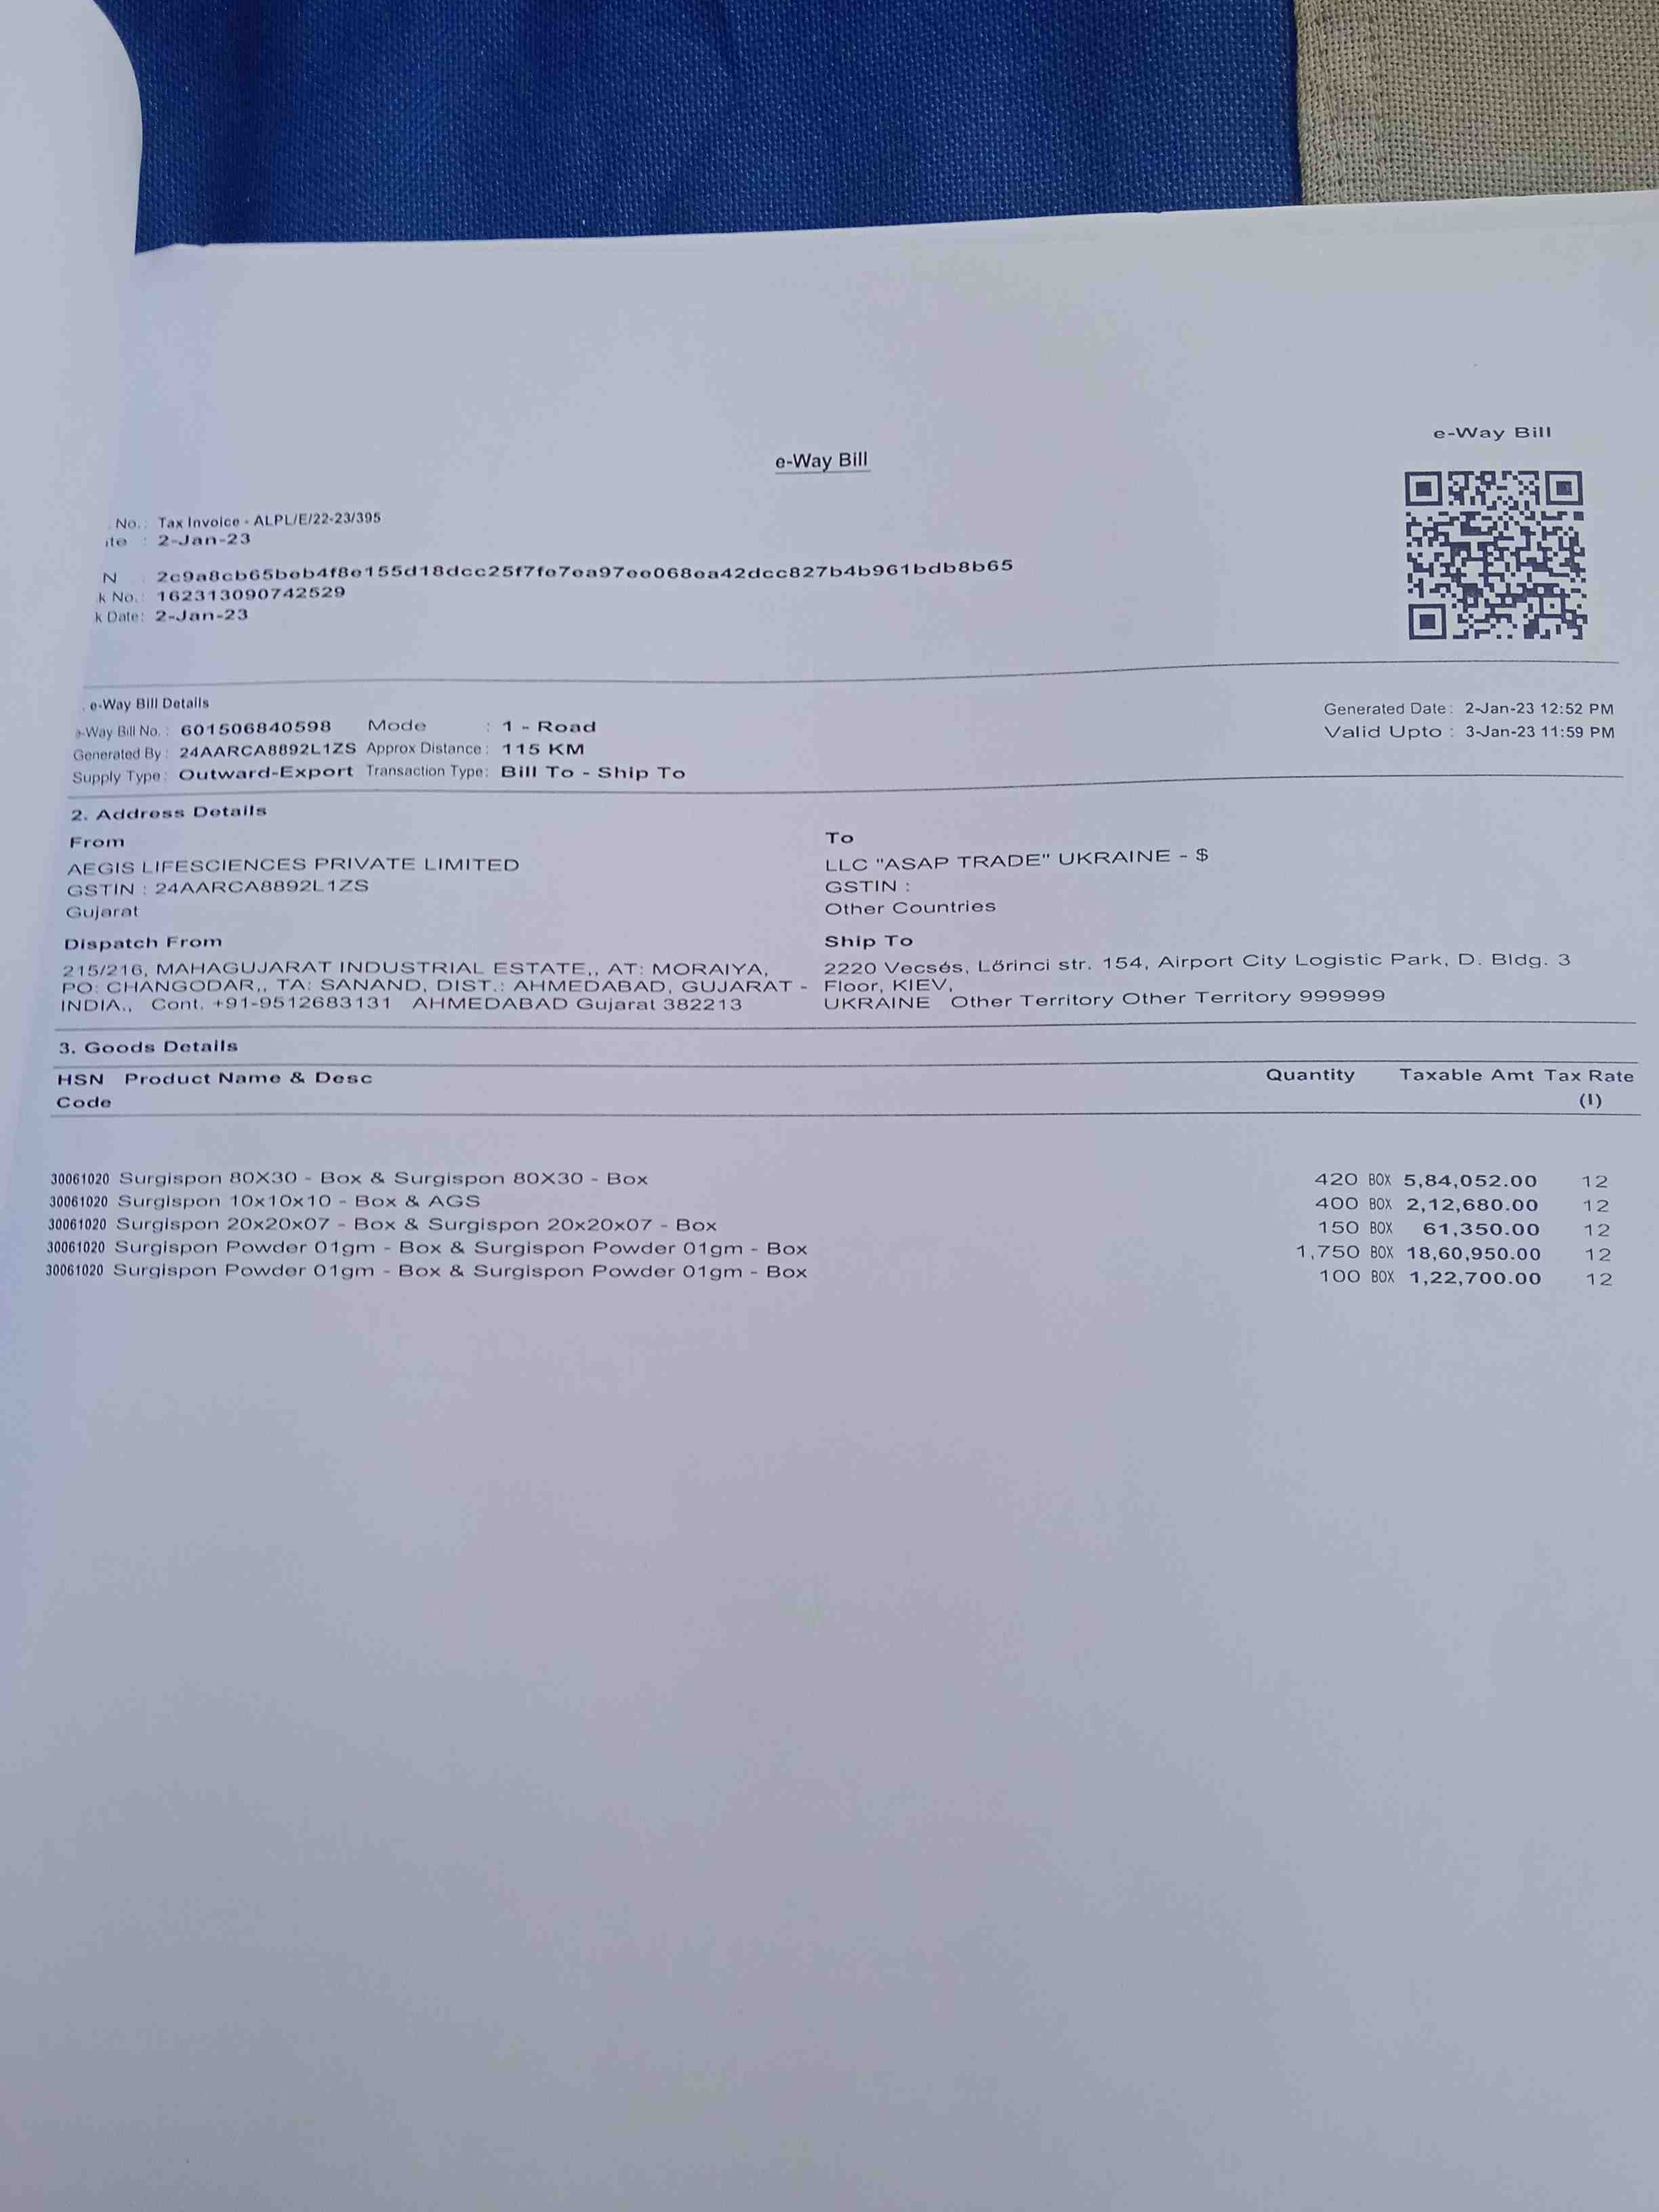 e-Way Bill
e-Way Bill
No. : Tax Invoice - ALPL/E/22-23/395
ate : 2-Jan-23
N : 2c9a8cb65beb4f8e155d18dcc25f7fe7ea97ee068ea42dcc827b4b961bdb8b65
k No. : 162313090742529
k Date: 2-Jan-23
. e-Way Bill Details
e-Way Bill No. : 601506840598 Mode : 1 - Road Generated Date : 2-Jan-23 12:52 PM
Generated By : 24AARCA8892L1ZS Approx Distance : 115 KM Valid Upto : 3-Jan-23 11:59 PM
Supply Type : Outward-Export Transaction Type: Bill To - Ship To
2. Address Details
From
AEGIS LIFESCIENCES PRIVATE LIMITED
GSTIN : 24AARCA8892L1ZS
Gujarat
To
LLC "ASAP TRADE" UKRAINE - $
GSTIN :
Other Countries
Dispatch From
215/216, MAHAGUJARAT INDUSTRIAL ESTATE,, AT: MORAIYA,
PO: CHANGODAR,, TA: SANAND, DIST.: AHMEDABAD, GUJARAT -
INDIA., Cont. +91-9512683131 AHMEDABAD Gujarat 382213
Ship To
2220 Vecsés, Lőrinci str. 154, Airport City Logistic Park, D. Bldg. 3
Floor, KIEV,
UKRAINE Other Territory Other Territory 999999
3. Goods Details
HSN Product Name & Desc Quantity Taxable Amt Tax Rate
Code (I)
30061020 Surgispon 80X30 - Box & Surgispon 80X30 - Box 420 BOX 5,84,052.00 12
30061020 Surgispon 10x10x10 - Box & AGS 400 BOX 2,12,680.00 12
30061020 Surgispon 20x20x07 - Box & Surgispon 20x20x07 - Box 150 BOX 61,350.00 12
30061020 Surgispon Powder 01gm - Box & Surgispon Powder 01gm - Box 1,750 BOX 18,60,950.00 12
30061020 Surgispon Powder 01gm - Box & Surgispon Powder 01gm - Box 100 BOX 1,22,700.00 12